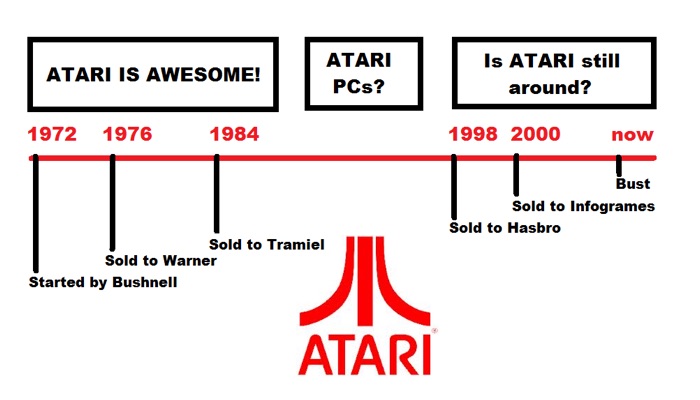 ATARI IS AWESOME!
ATARI
PCs?
Is ATARI still
around?
1972 1976 1984 1998 2000 now
Bust
Sold to Infogrames
Sold to Hasbro
Sold to Tramiel
Sold to Warner
Started by Bushnell
ATARI®